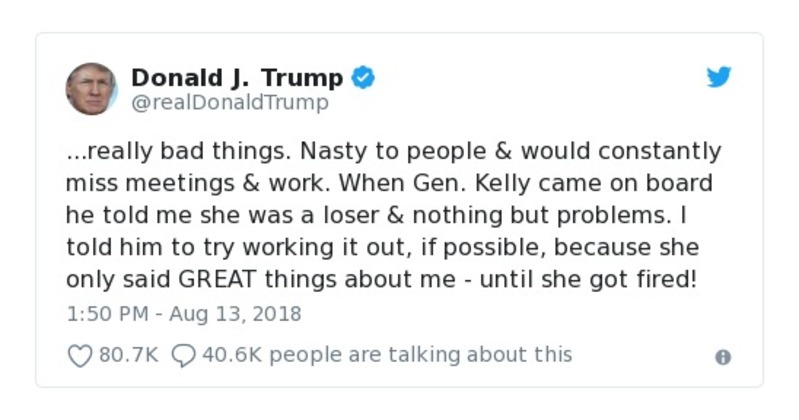 Donald J. Trump
@realDonaldTrump
...really bad things. Nasty to people & would constantly
miss meetings & work. When Gen. Kelly came on board
he told me she was a loser & nothing but problems. I
told him to try working it out, if possible, because she
only said GREAT things about me - until she got fired!
1:50 PM - Aug 13, 2018
80.7K 40.6K people are talking about this